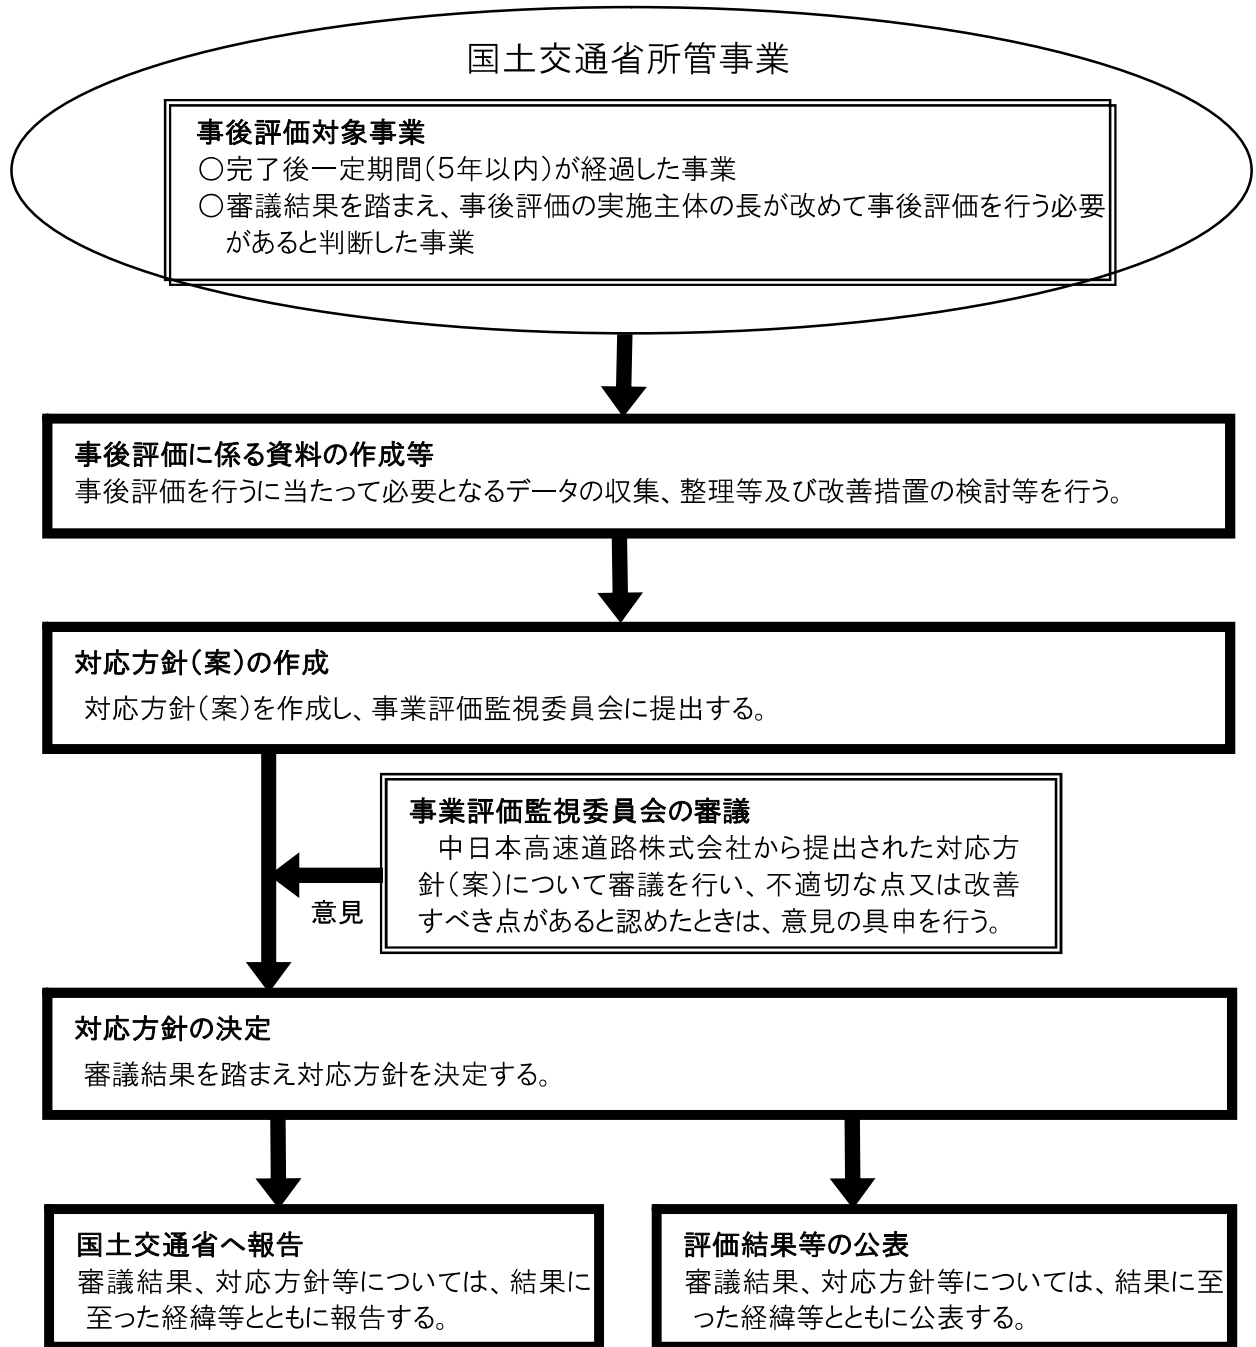 国土交通省所管事業
事後評価対象事業
○完了後一定期間(5年以内)が経過した事業
○審議結果を踏まえ、事後評価の実施主体の長が改めて事後評価を行う必要
があると判断した事業
事後評価に係る資料の作成等
事後評価を行うに当たって必要となるデータの収集、整理等及び改善措置の検討等を行う。
対応方針(案)の作成
対応方針(案)を作成し、事業評価監視委員会に提出する。
事業評価監視委員会の審議
中日本高速道路株式会社から提出された対応方
針(案)について審議を行い、不適切な点又は改善
すべき点があると認めたときは、意見の具申を行う。
意見
対応方針の決定
審議結果を踏まえ対応方針を決定する。
国土交通省へ報告
審議結果、対応方針等については、結果に
至った経緯等とともに報告する。
評価結果等の公表
審議結果、対応方針等については、結果に至
った経緯等とともに公表する。